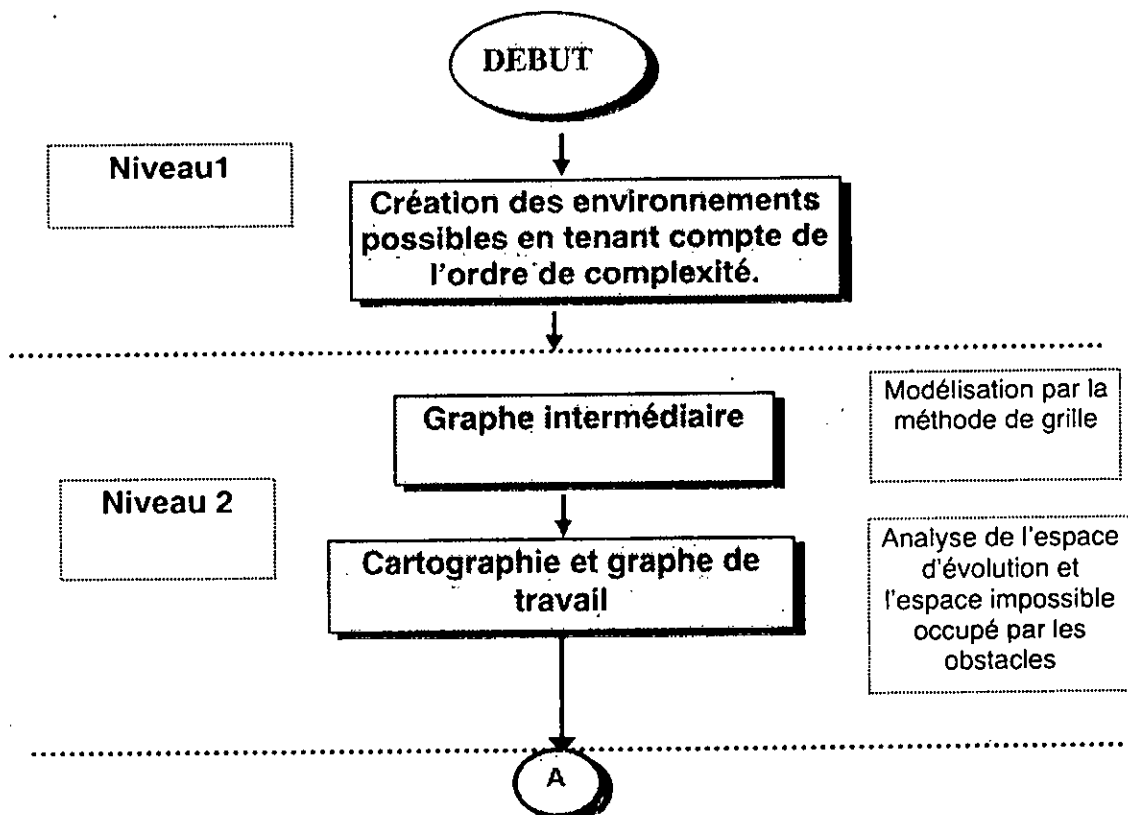 DEBUT
Niveau1
Création des environnements
possibles en tenant compte de
l'ordre de complexité.
Graphe intermédiaire
Modélisation par la
méthode de grille
Niveau 2
Cartographie et graphe de
travail
Analyse de l'espace
d'évolution et
l'espace impossible
occupé par les
obstacles
A